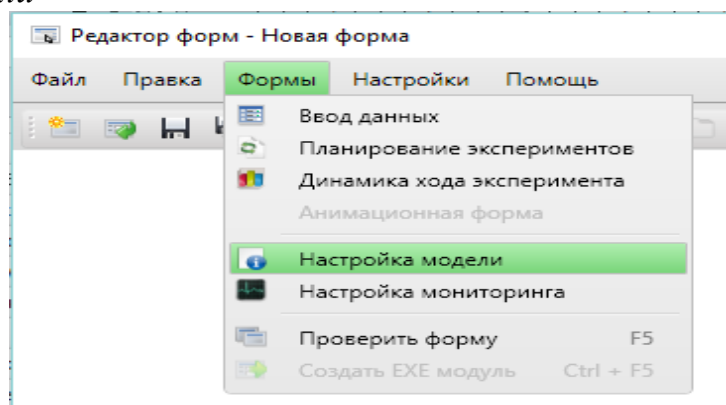 Редактор форм - Новая форма
Файл Правка Формы Настройки Помощь
Ввод данных
Планирование экспериментов
Динамика хода эксперимента
Анимационная форма
Настройка модели
Настройка мониторинга
Проверить форму F5
Создать EXE модуль Ctrl + F5